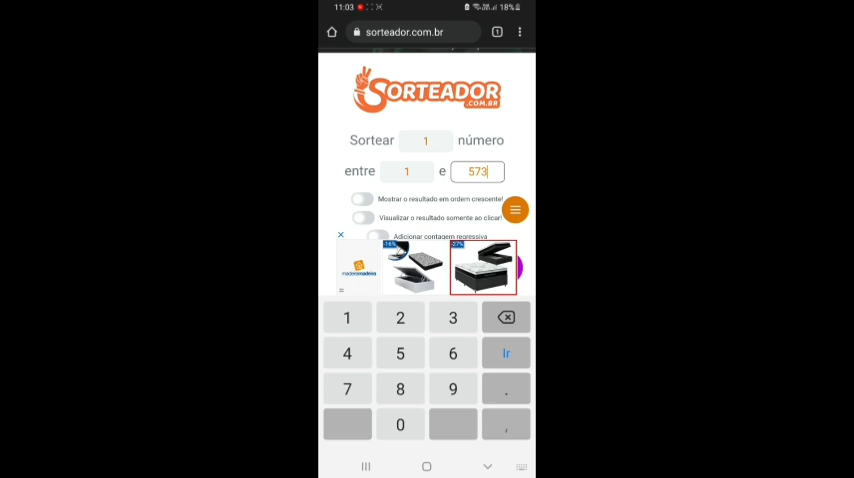 11:03 18%
sorteador.com.br 1
SORTEADOR
.COM.BR
Sortear 1 número
entre 1 e 573
Mostrar o resultado em ordem crescente!
Visualizar o resultado somente ao clicar!
Adicionar contagem regressiva
-16% -27%
madeiramadeira
1 2 3
4 5 6 Ir
7 8 9 .
0 ,